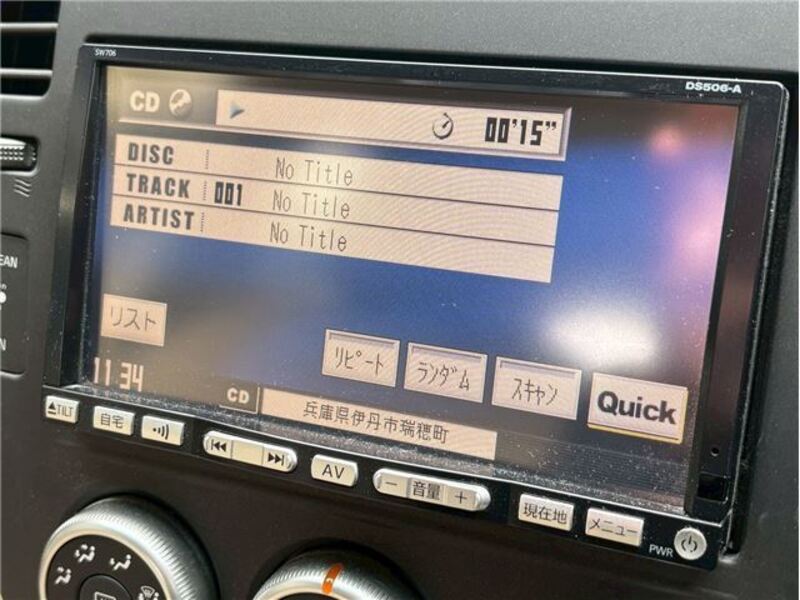 SW706
DS506-A
CD 00'15"
DISC No Title
TRACK 001 No Title
ARTIST No Title
リスト
リピート ランダム スキャン Quick
11 34 CD 兵庫県伊丹市瑞穂町
TILT 自宅 AV ー 音量 + 現在地 メニュー PWR